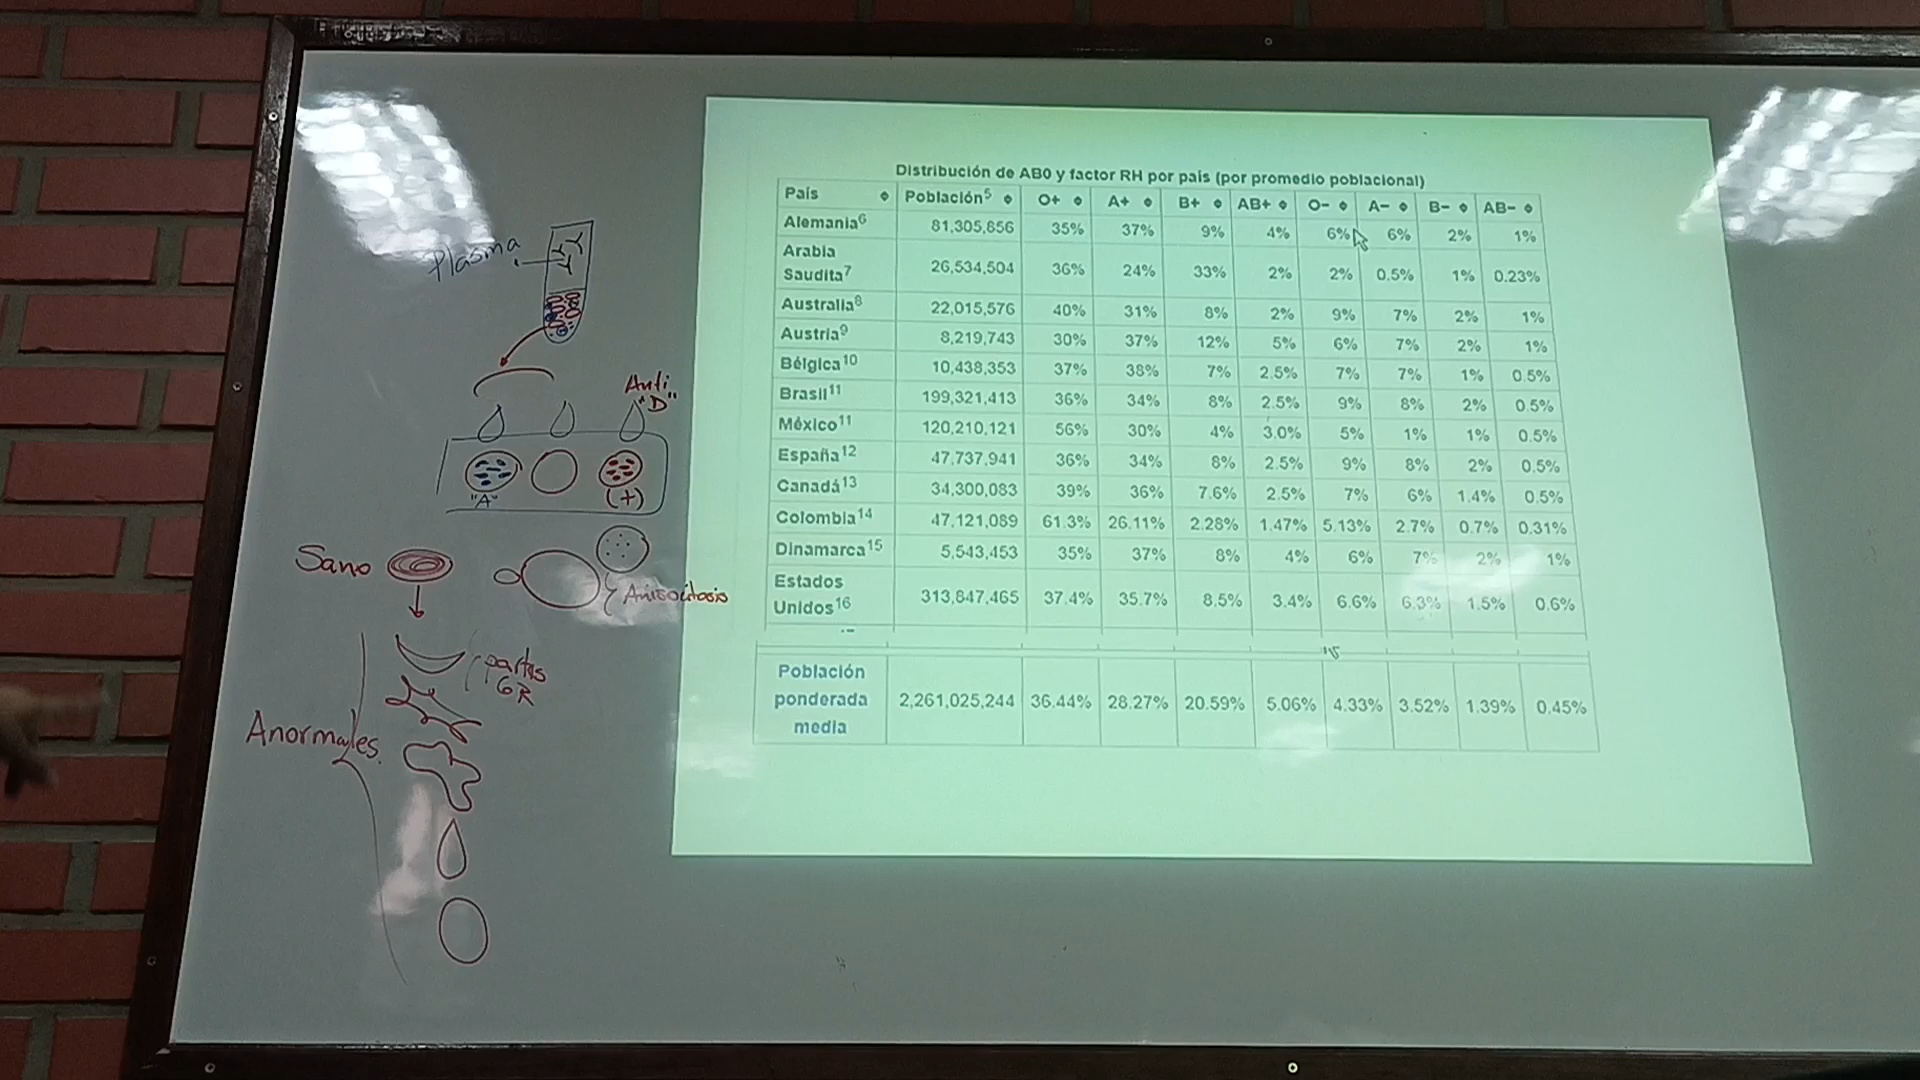 Plasma
Anti
"D"
"A"
(+)
Sano
Anisocitosis
partes
GR
Anormales.
Distribución de AB0 y factor RH por país (por promedio poblacional)
País Población5 O+ A+ B+ AB+ O− A− B− AB−
Alemania6 81,305,856 35% 37% 9% 4% 6% 6% 2% 1%
Arabia
Saudita7 26,534,504 36% 24% 33% 2% 2% 0.5% 1% 0.23%
Australia8 22,015,576 40% 31% 8% 2% 9% 7% 2% 1%
Austria9 8,219,743 30% 37% 12% 5% 6% 7% 2% 1%
Bélgica10 10,438,353 37% 38% 7% 2.5% 7% 7% 1% 0.5%
Brasil11 199,321,413 36% 34% 8% 2.5% 9% 8% 2% 0.5%
México11 120,210,121 56% 30% 4% 3.0% 5% 1% 1% 0.5%
España12 47,737,941 36% 34% 8% 2.5% 9% 8% 2% 0.5%
Canadá13 34,300,083 39% 36% 7.6% 2.5% 7% 6% 1.4% 0.5%
Colombia14 47,121,089 61.3% 26.11% 2.28% 1.47% 5.13% 2.7% 0.7% 0.31%
Dinamarca15 5,543,453 35% 37% 8% 4% 6% 7% 2% 1%
Estados
Unidos16 313,847,465 37.4% 35.7% 8.5% 3.4% 6.6% 6.3% 1.5% 0.6%
Población
ponderada
media 2,261,025,244 36.44% 28.27% 20.59% 5.06% 4.33% 3.52% 1.39% 0.45%